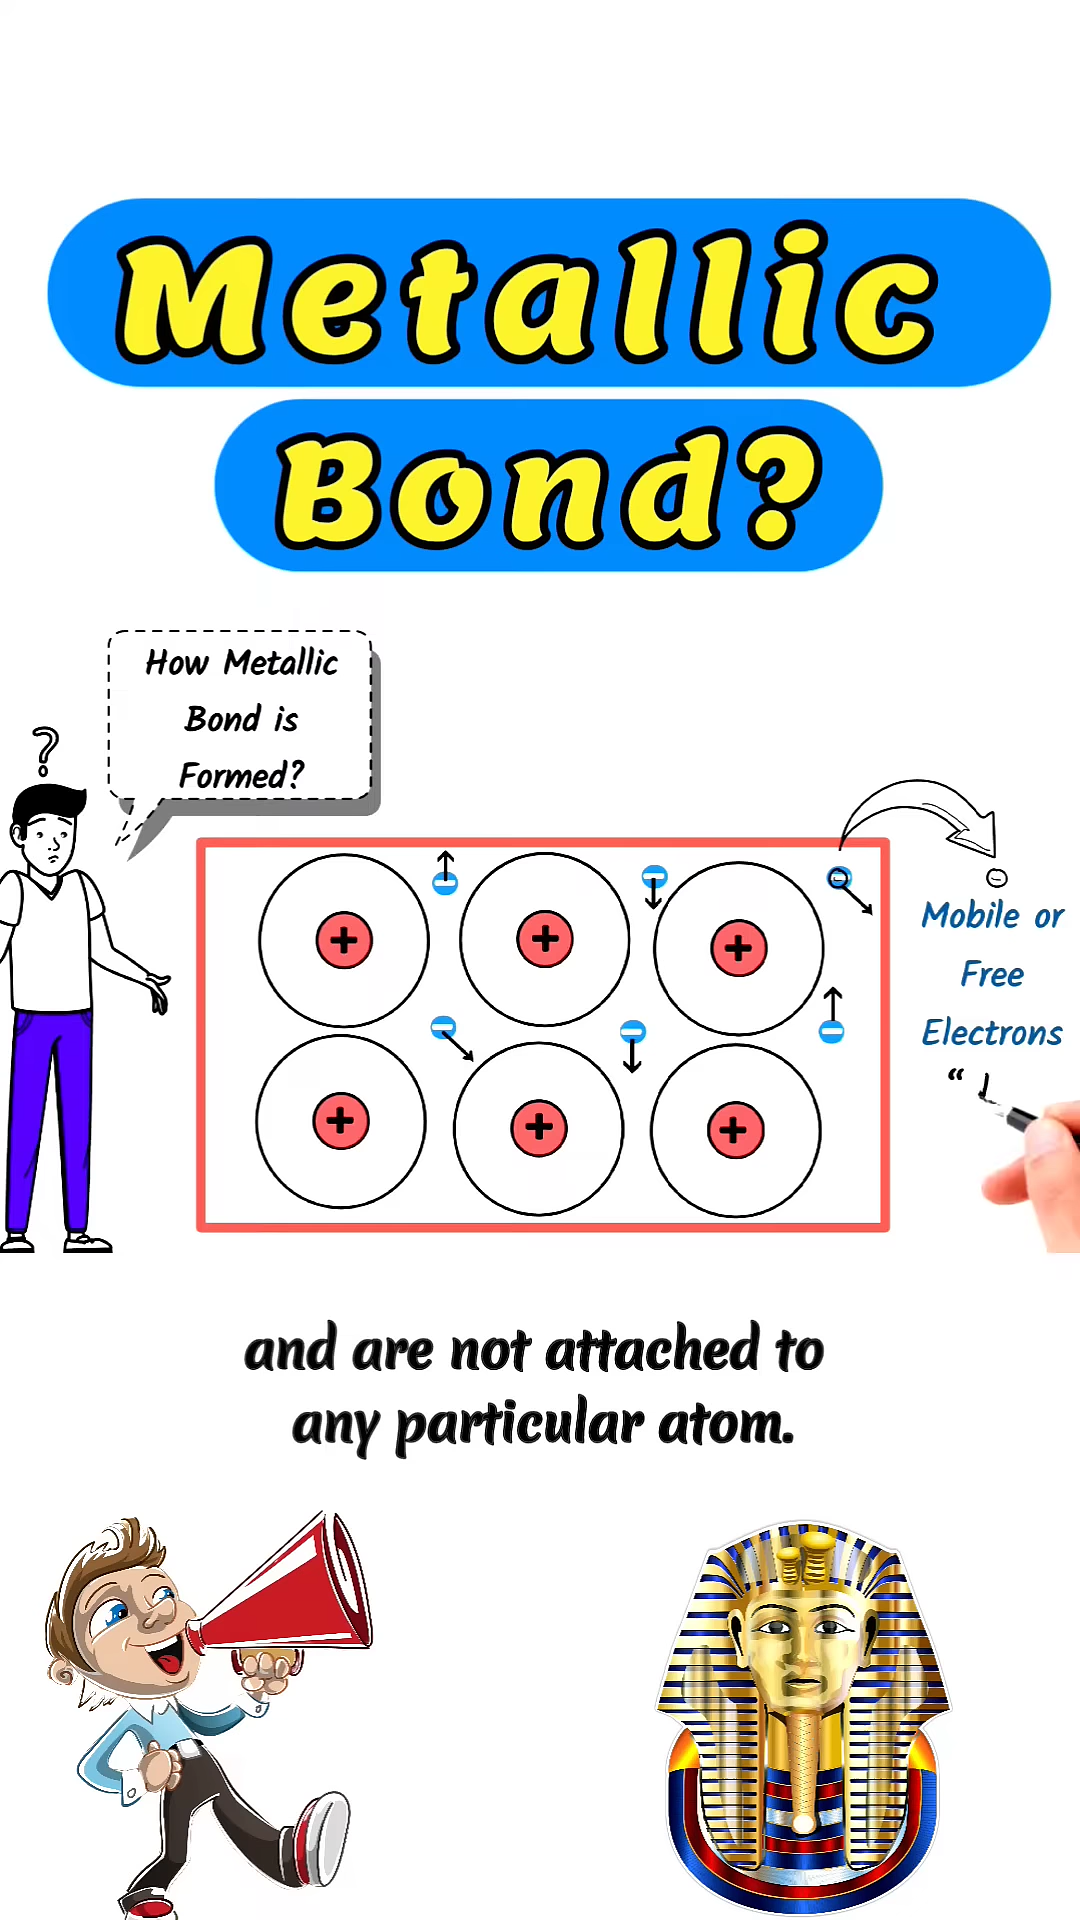 Metallic
Bond?
How Metallic
Bond is
Formed?
?
Mobile or
Free
Electrons
“
and are not attached to
any particular atom.